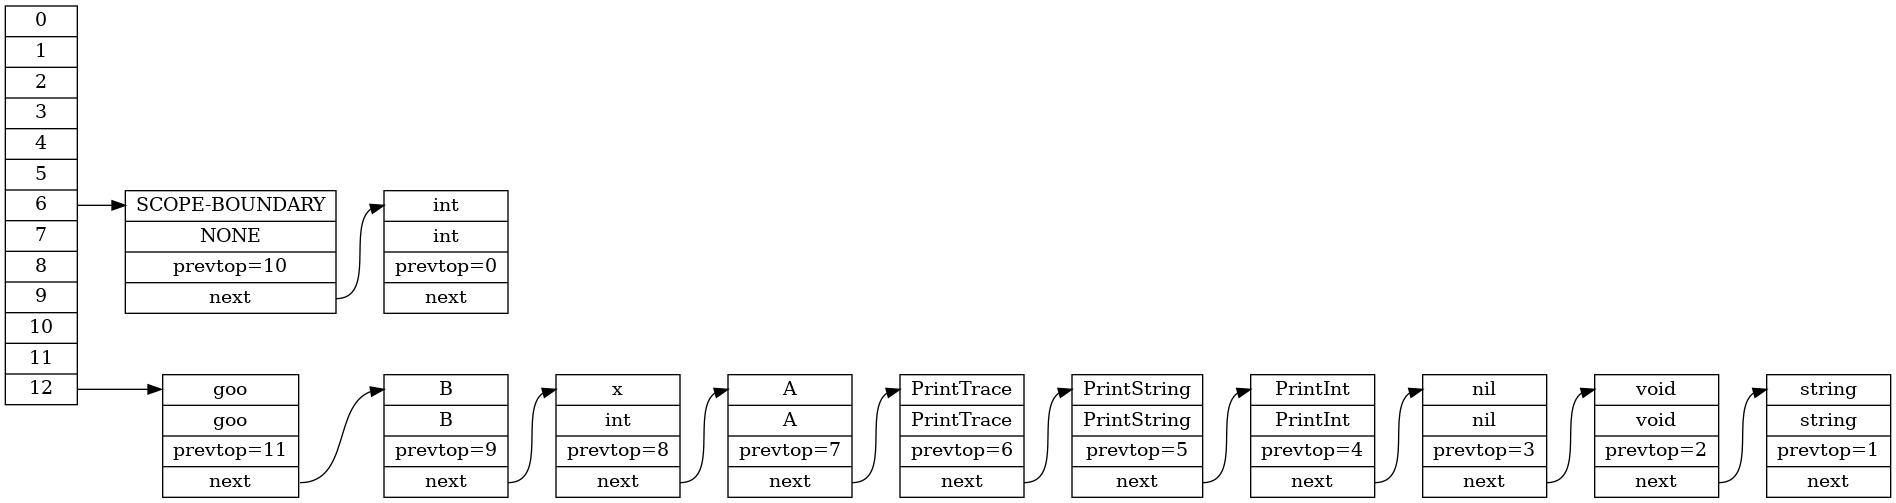 0
1
2
3
4
5
6
7
8
9
10
11
12
SCOPE-BOUNDARY
NONE
prevtop=10
next
int
int
prevtop=0
next
goo
goo
prevtop=11
next
B
B
prevtop=9
next
x
int
prevtop=8
next
A
A
prevtop=7
next
PrintTrace
PrintTrace
prevtop=6
next
PrintString
PrintString
prevtop=5
next
PrintInt
PrintInt
prevtop=4
next
nil
nil
prevtop=3
next
void
void
prevtop=2
next
string
string
prevtop=1
next